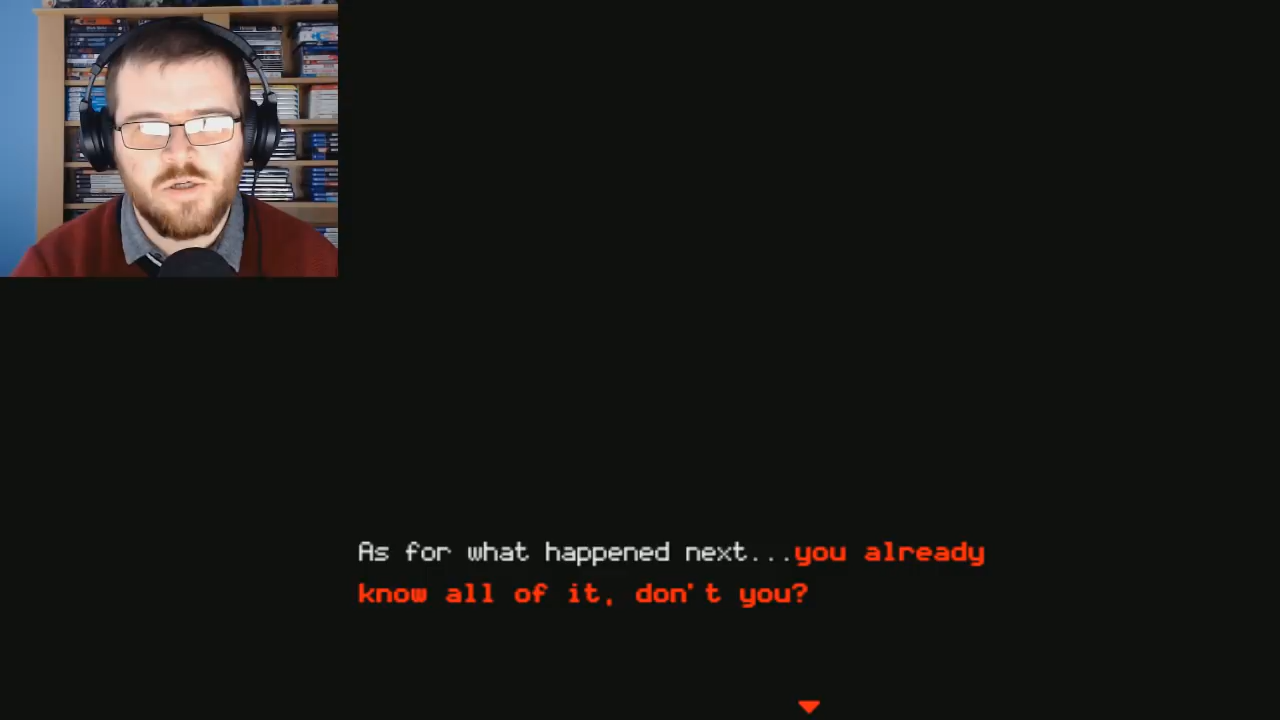 As for what happened next...you already
know all of it, don't you?